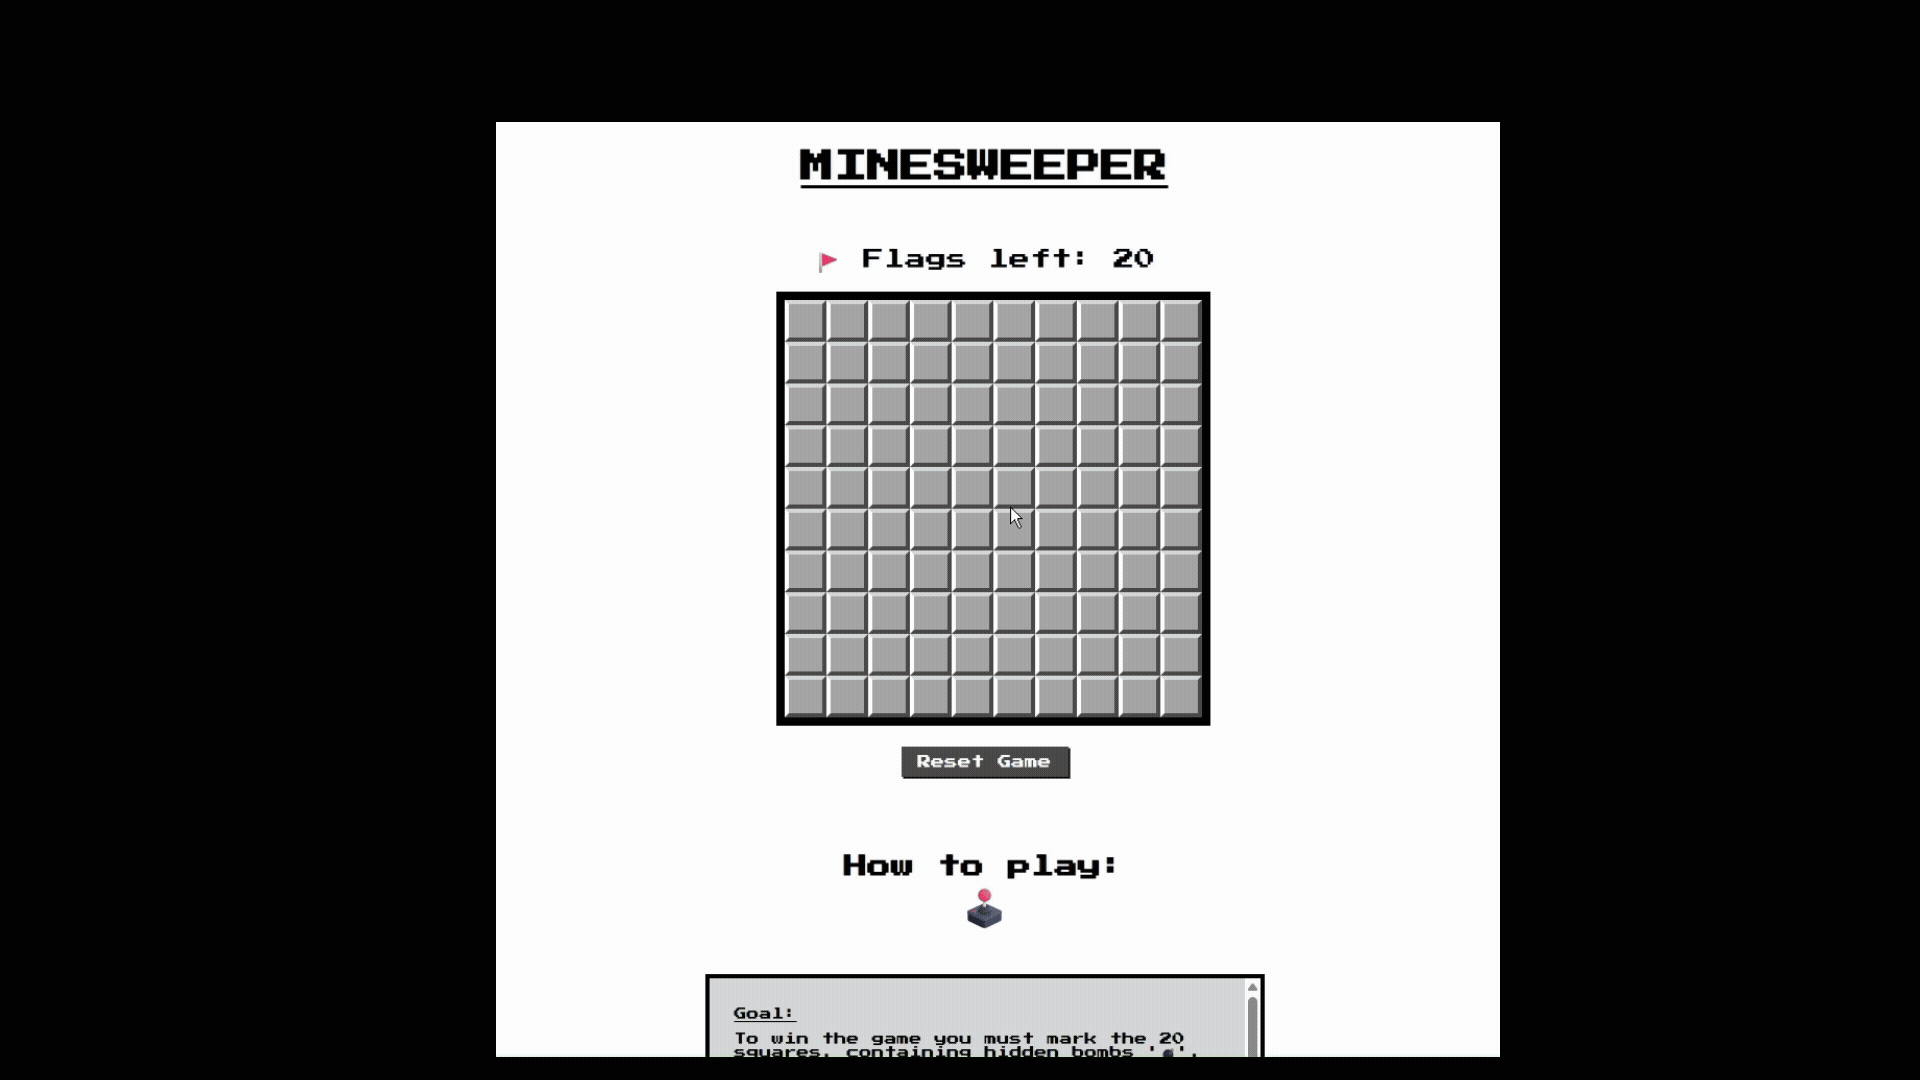 MINESWEEPER
Flags left: 20
Reset Game
How to play:
Goal:
To win the game you must mark the 20
squares, containing hidden bombs '💣'.